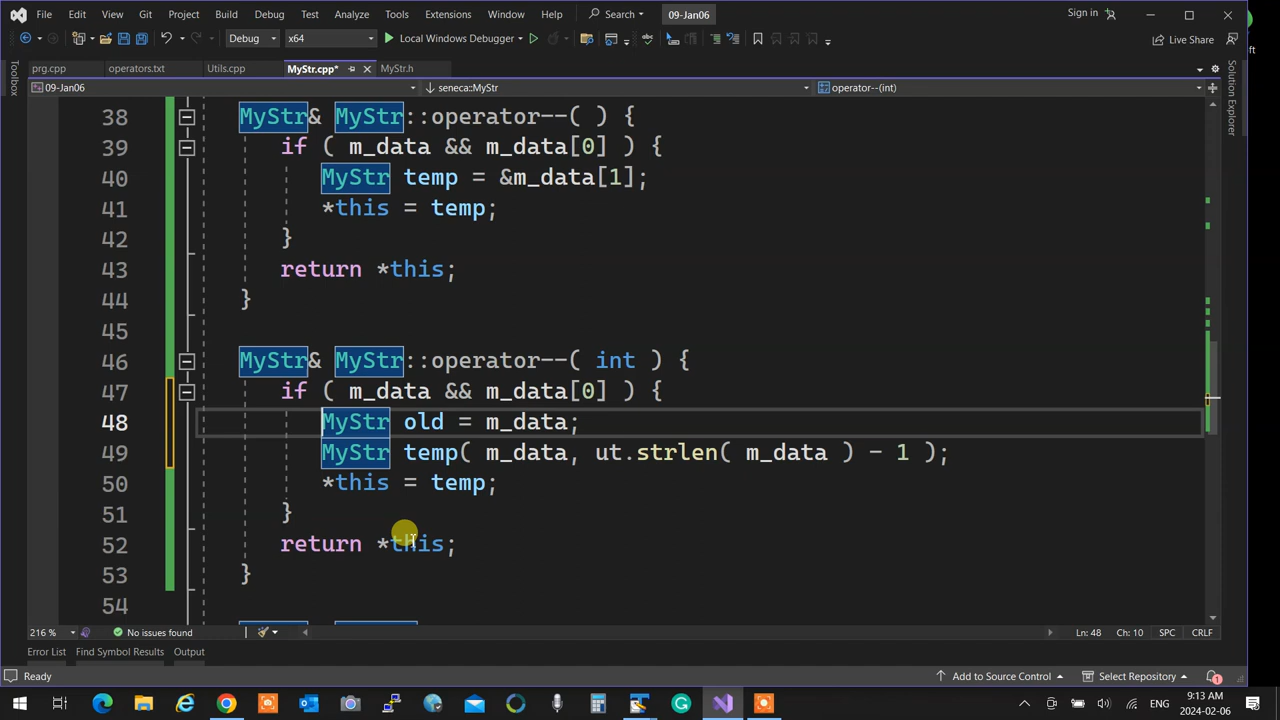 File Edit View Git Project Build Debug Test Analyze Tools Extensions Window Help Search 09-Jan06 Sign in
Debug x64 Local Windows Debugger Live Share
prg.cpp operators.txt Utils.cpp MyStr.cpp* MyStr.h
09-Jan06 seneca::MyStr operator--(int)
Toolbox
Solution Explorer
ft
38 MyStr& MyStr::operator--( ) {
39 if ( m_data && m_data[0] ) {
40 MyStr temp = &m_data[1];
41 *this = temp;
42 }
43 return *this;
44 }
45
46 MyStr& MyStr::operator--( int ) {
47 if ( m_data && m_data[0] ) {
48 MyStr old = m_data;
49 MyStr temp( m_data, ut.strlen( m_data ) - 1 );
50 *this = temp;
51 }
52 return *this;
53 }
54
216 % No issues found Ln: 48 Ch: 10 SPC CRLF
Error List Find Symbol Results Output
Ready Add to Source Control Select Repository 1
ENG 9:13 AM
2024-02-06